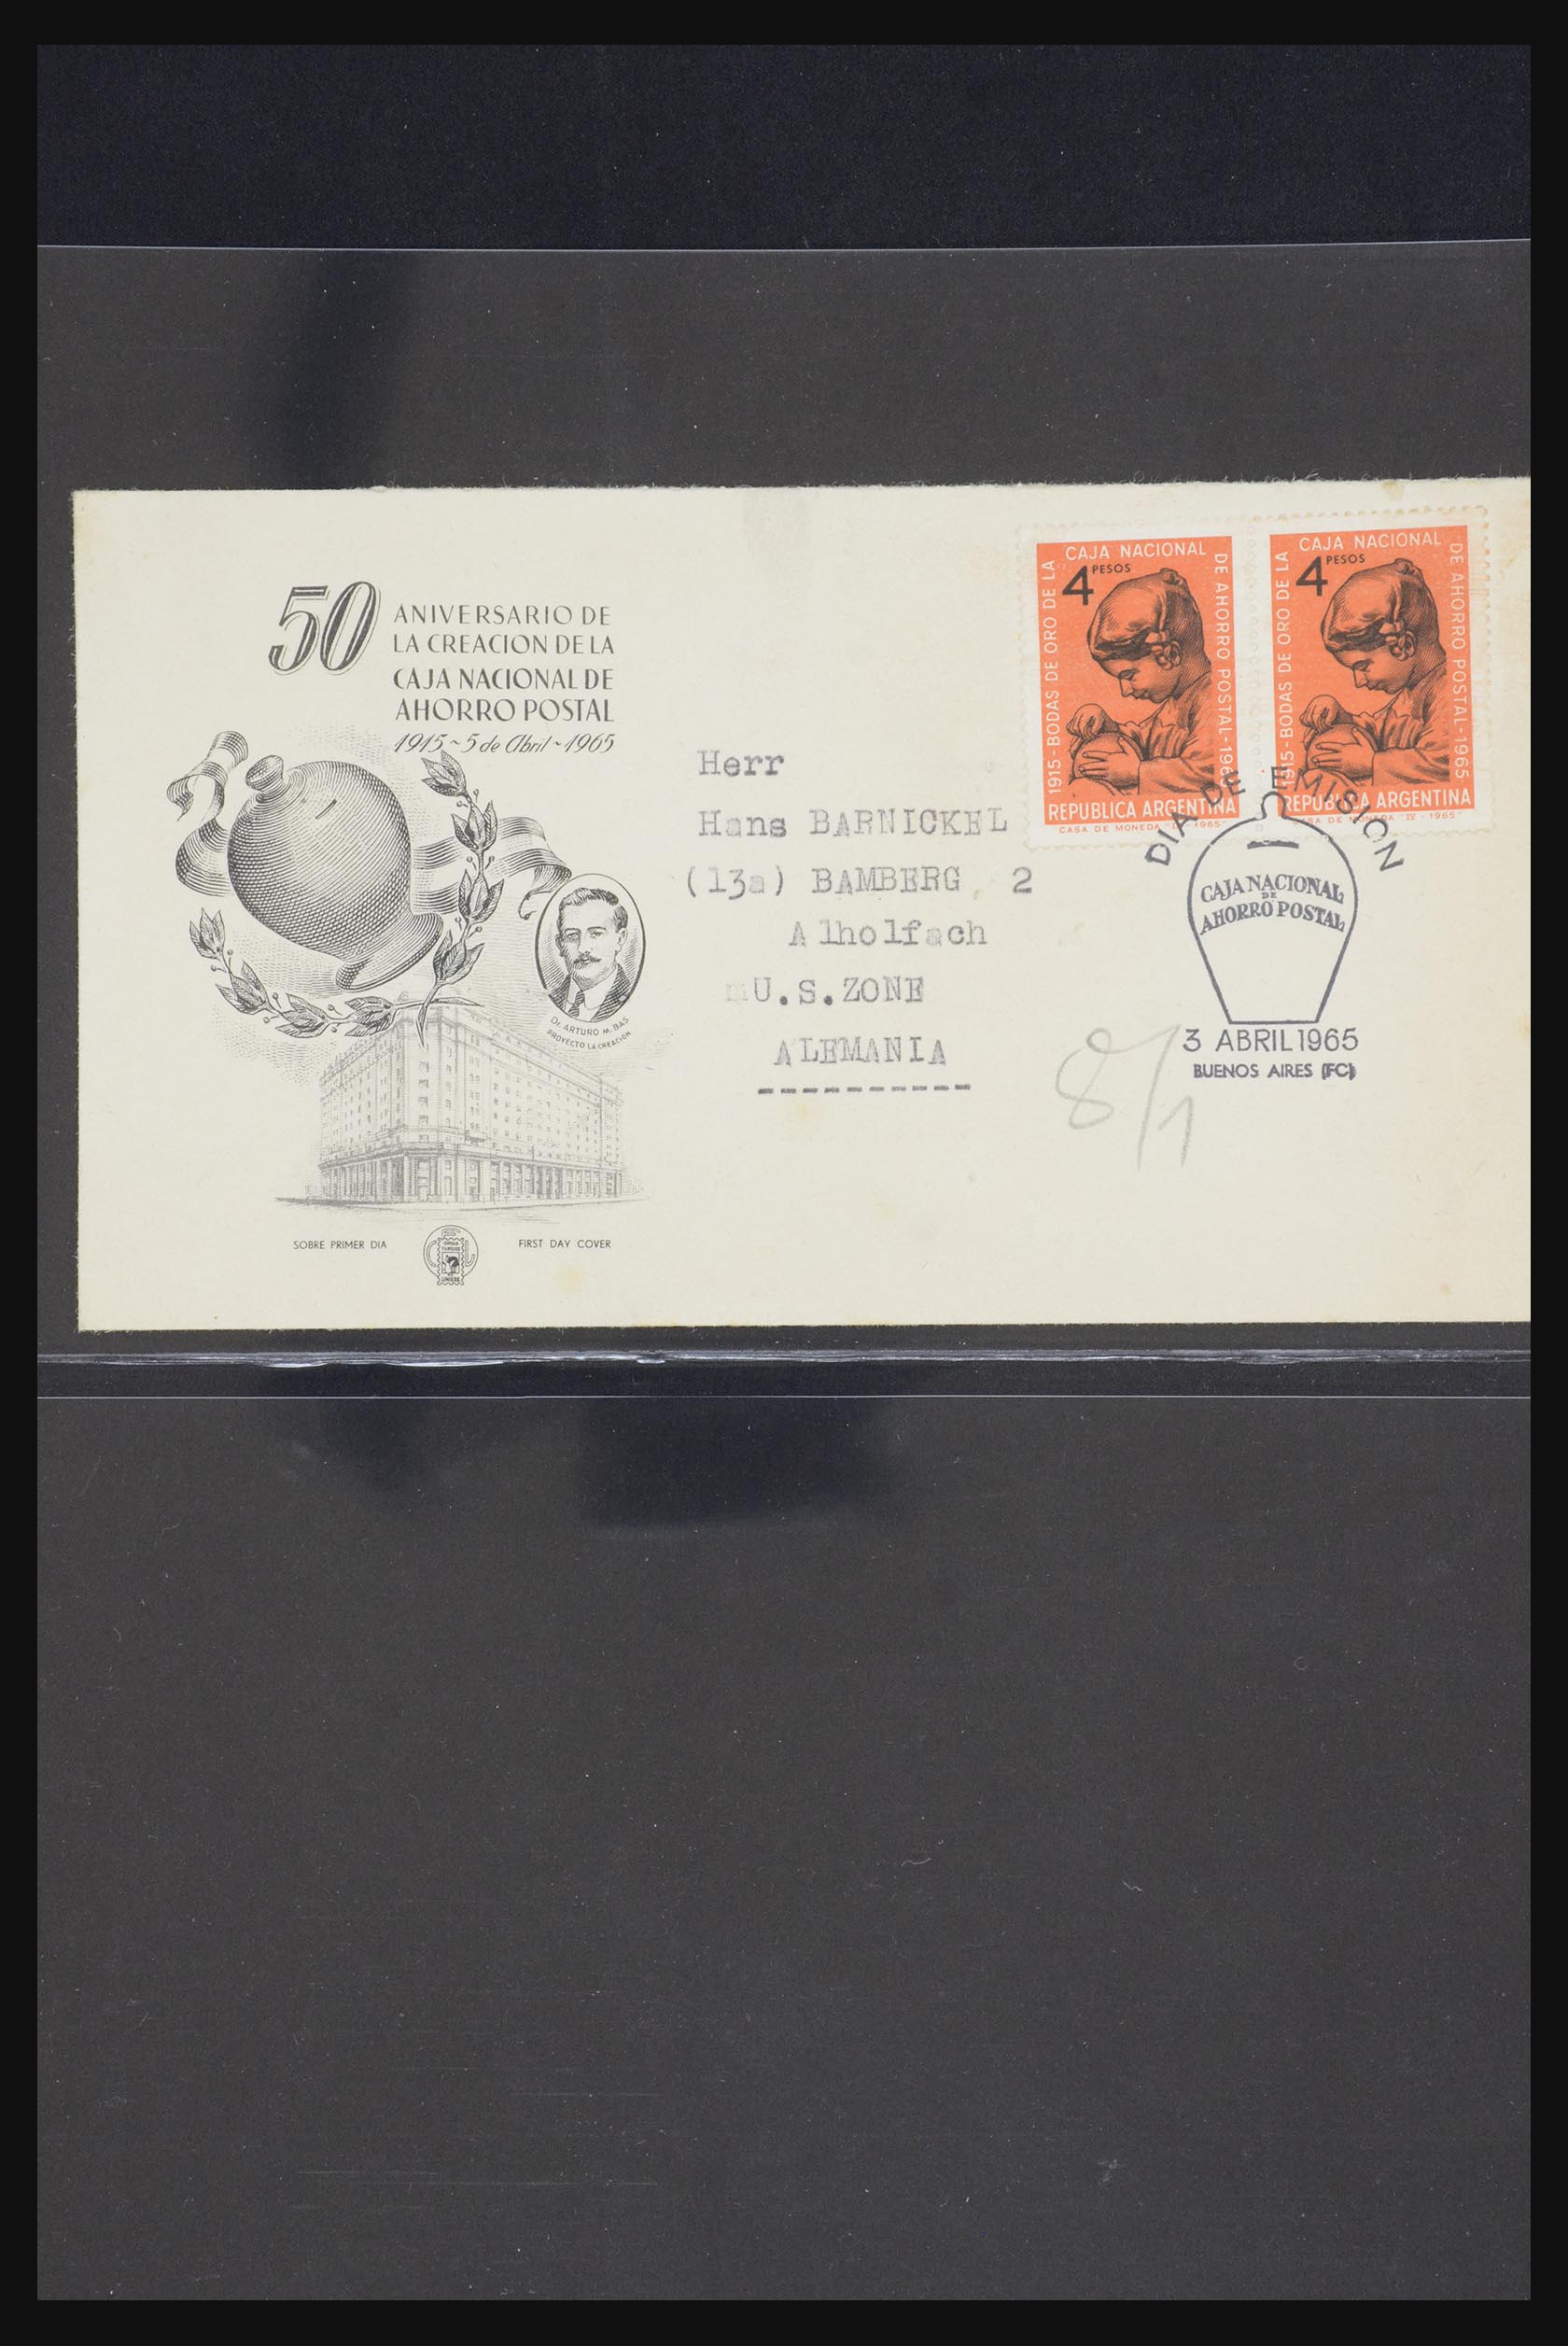 50 ANIVERSARIO DE
LA CREACION DE LA
CAJA NACIONAL DE
AHORRO POSTAL
1915 ~ 5 de Abril ~ 1965
Dr. ARTURO M. BAS
PROYECTO LA CREACION
SOBRE PRIMER DIA
FIRST DAY COVER
Herr
Hans BARNICKEL
(13a) BAMBERG 2
Alholfach
U.S.ZONE
ALEMANIA
-----------
1915-BODAS DE ORO DE LA CAJA NACIONAL DE AHORRO POSTAL-1965
4 PESOS
REPUBLICA ARGENTINA
CASA DE MONEDA "IV - 1965"
1915-BODAS DE ORO DE LA CAJA NACIONAL DE AHORRO POSTAL-1965
4 PESOS
REPUBLICA ARGENTINA
CASA DE MONEDA "IV - 1965"
DIA DE EMISION
CAJA NACIONAL
DE
AHORRO POSTAL
3 ABRIL 1965
BUENOS AIRES (FC)
8/1